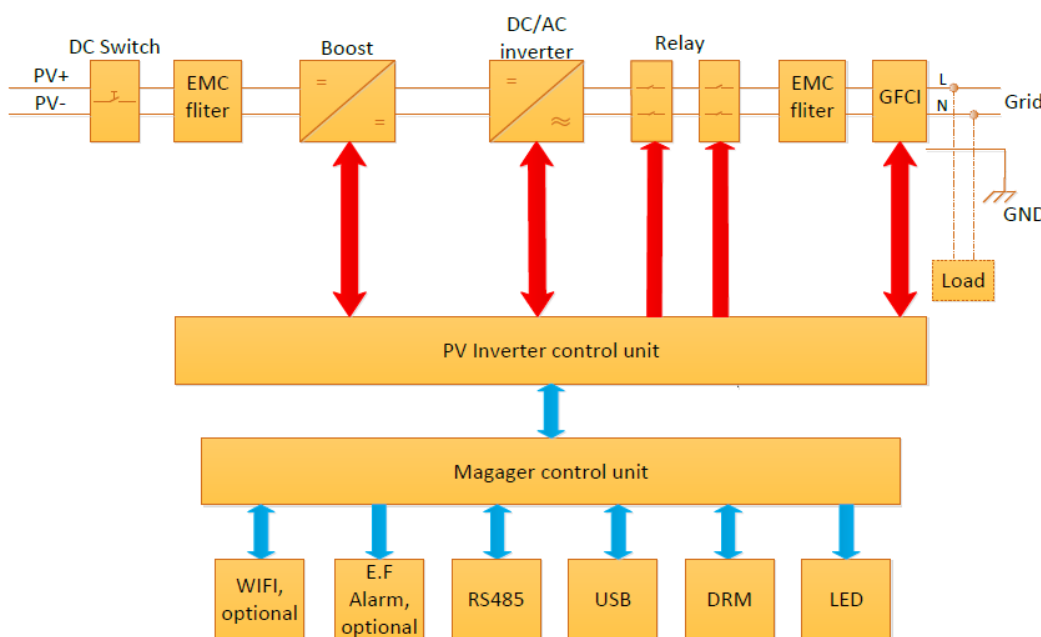 DC Switch
Boost
DC/AC
inverter
Relay
PV+
PV-
EMC
fliter
EMC
fliter
GFCI
L
N
Grid
GND
Load
PV Inverter control unit
Magager control unit
WIFI,
optional
E.F
Alarm,
optional
RS485
USB
DRM
LED